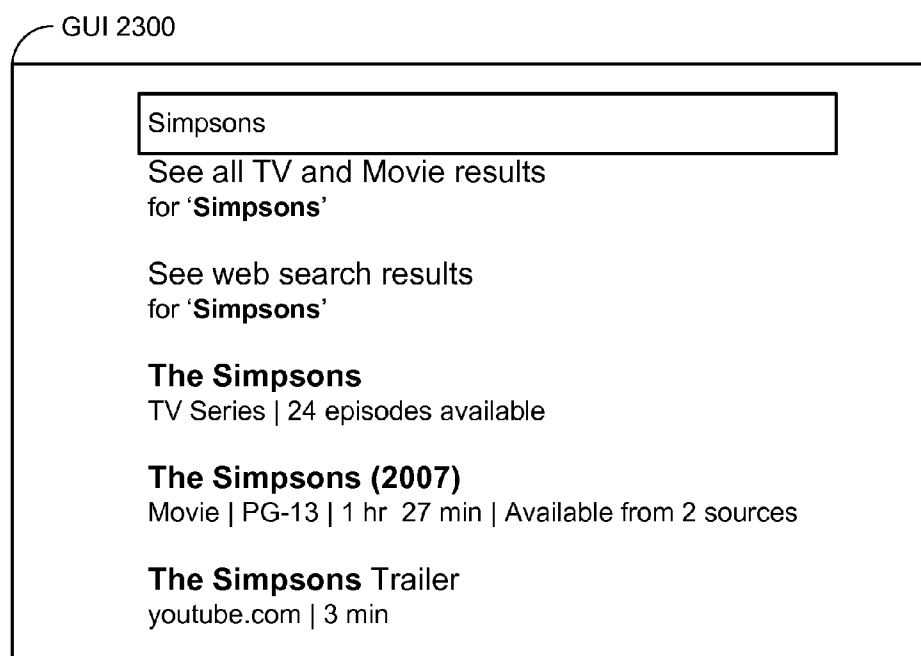 GUI 2300
Simpsons
See all TV and Movie results
for ‘Simpsons’
See web search results
for ‘Simpsons’
The Simpsons
TV Series | 24 episodes available
The Simpsons (2007)
Movie | PG-13 | 1 hr  27 min | Available from 2 sources
The Simpsons Trailer
youtube.com | 3 min